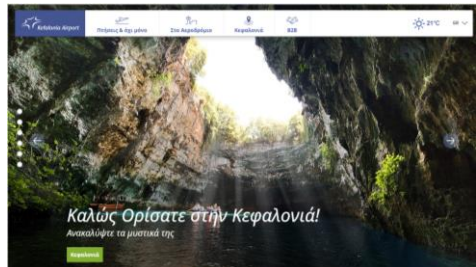 Kefalonia Airport
Πτήσεις & όχι μόνο
Στο Αεροδρόμιο
Κεφαλονιά
B2B
21°C
GR
Καλώς Ορίσατε στην Κεφαλονιά!
Ανακαλύψτε τα μυστικά της
Κεφαλονιά